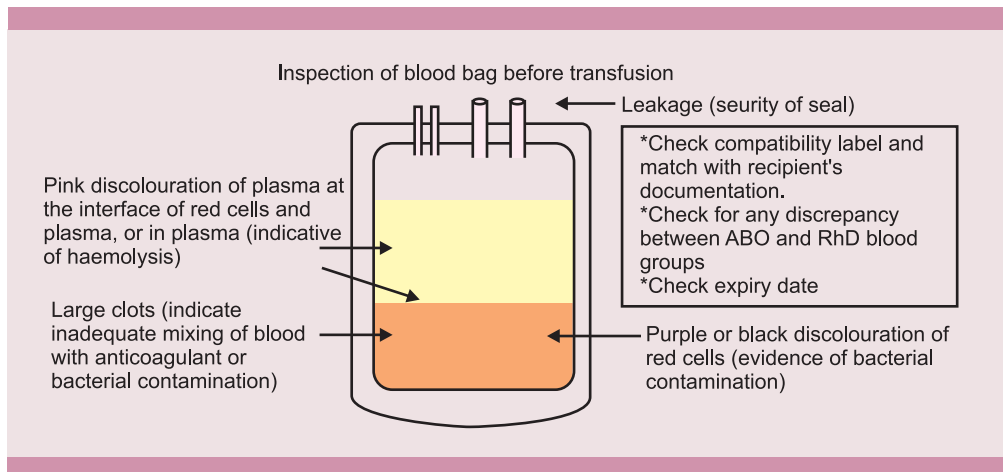 Inspection of blood bag before transfusion
Leakage (seurity of seal)
*Check compatibility label and
match with recipient's
documentation.
*Check for any discrepancy
between ABO and RhD blood
groups
*Check expiry date
Pink discolouration of plasma at
the interface of red cells and
plasma, or in plasma (indicative
of haemolysis)
Large clots (indicate
inadequate mixing of blood
with anticoagulant or
bacterial contamination)
Purple or black discolouration of
red cells (evidence of bacterial
contamination)